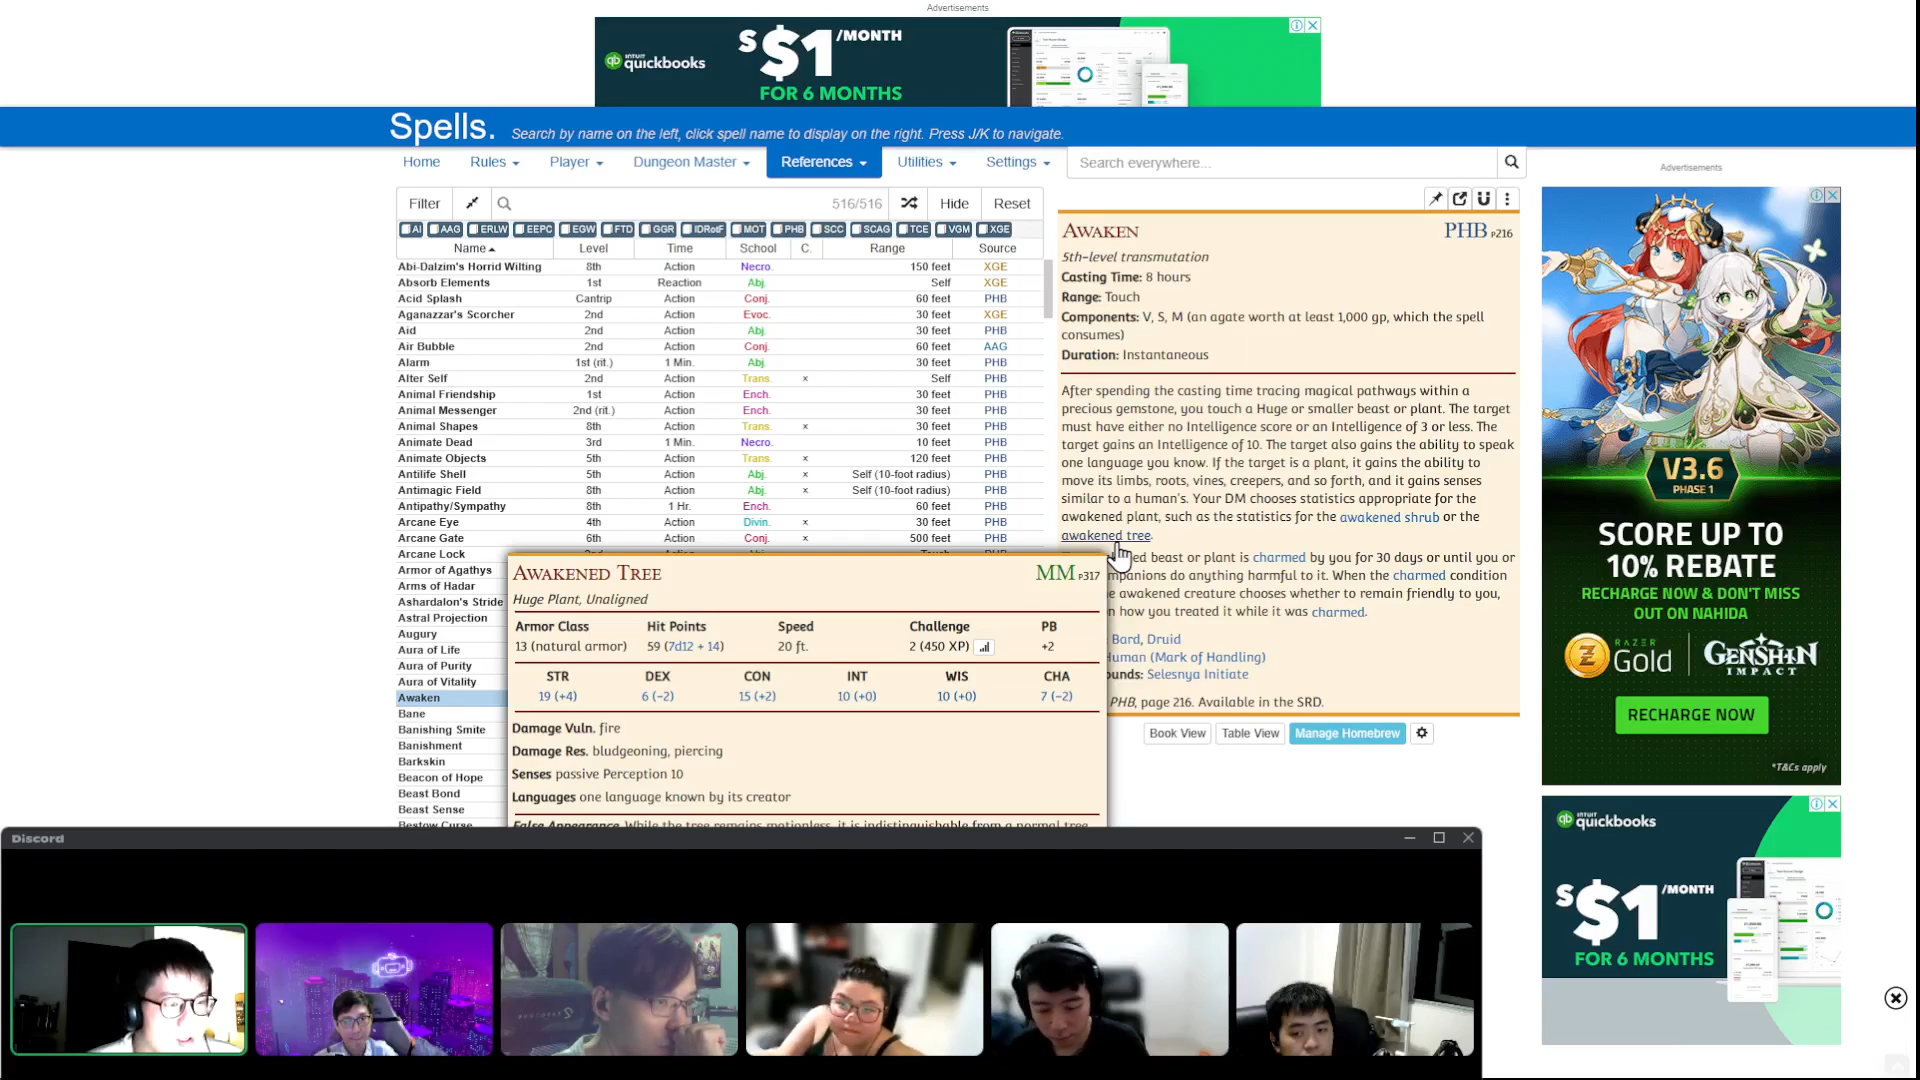 Advertisements
intuit quickbooks
$$1/MONTH
FOR 6 MONTHS
Spells. Search by name on the left, click spell name to display on the right. Press J/K to navigate.
Home Rules Player Dungeon Master References Utilities Settings Search everywhere...
Advertisements
Filter 516/516 Hide Reset
AI AAG ERLW EEPC EGW FTD GGR IDRotF MOT PHB SCC SCAG TCE VGM XGE
Name Level Time School C. Range Source
Abi-Dalzim's Horrid Wilting 8th Action Necro. 150 feet XGE
Absorb Elements 1st Reaction Abj. Self XGE
Acid Splash Cantrip Action Conj. 60 feet PHB
Aganazzar's Scorcher 2nd Action Evoc. 30 feet XGE
Aid 2nd Action Abj. 30 feet PHB
Air Bubble 2nd Action Conj. 60 feet AAG
Alarm 1st (rit.) 1 Min. Abj. 30 feet PHB
Alter Self 2nd Action Trans. × Self PHB
Animal Friendship 1st Action Ench. 30 feet PHB
Animal Messenger 2nd (rit.) Action Ench. 30 feet PHB
Animal Shapes 8th Action Trans. × 30 feet PHB
Animate Dead 3rd 1 Min. Necro. 10 feet PHB
Animate Objects 5th Action Trans. × 120 feet PHB
Antilife Shell 5th Action Abj. × Self (10-foot radius) PHB
Antimagic Field 8th Action Abj. × Self (10-foot radius) PHB
Antipathy/Sympathy 8th 1 Hr. Ench. 60 feet PHB
Arcane Eye 4th Action Divin. × 30 feet PHB
Arcane Gate 6th Action Conj. × 500 feet PHB
Arcane Lock
Armor of Agathys
Arms of Hadar
Ashardalon's Stride
Astral Projection
Augury
Aura of Life
Aura of Purity
Aura of Vitality
Awaken
Bane
Banishing Smite
Banishment
Barkskin
Beacon of Hope
Beast Bond
Beast Sense
Bestow Curse
AWAKEN PHB p216
5th-level transmutation
Casting Time: 8 hours
Range: Touch
Components: V, S, M (an agate worth at least 1,000 gp, which the spell
consumes)
Duration: Instantaneous
After spending the casting time tracing magical pathways within a
precious gemstone, you touch a Huge or smaller beast or plant. The target
must have either no Intelligence score or an Intelligence of 3 or less. The
target gains an Intelligence of 10. The target also gains the ability to speak
one language you know. If the target is a plant, it gains the ability to
move its limbs, roots, vines, creepers, and so forth, and it gains senses
similar to a human's. Your DM chooses statistics appropriate for the
awakened plant, such as the statistics for the awakened shrub or the
awakened tree.
beast or plant is charmed by you for 30 days or until you or
mpanions do anything harmful to it. When the charmed condition
awakened creature chooses whether to remain friendly to you,
how you treated it while it was charmed.
Bard, Druid
Human (Mark of Handling)
ounds: Selesnya Initiate
PHB, page 216. Available in the SRD.
Book View Table View Manage Homebrew
AWAKENED TREE MM p317
Huge Plant, Unaligned
Armor Class Hit Points Speed Challenge PB
13 (natural armor) 59 (7d12 + 14) 20 ft. 2 (450 XP) +2
STR DEX CON INT WIS CHA
19 (+4) 6 (−2) 15 (+2) 10 (+0) 10 (+0) 7 (−2)
Damage Vuln. fire
Damage Res. bludgeoning, piercing
Senses passive Perception 10
Languages one language known by its creator
False Appearance. While the tree remains motionless, it is indistinguishable from a normal tree.
V3.6
PHASE 1
SCORE UP TO
10% REBATE
RECHARGE NOW & DON'T MISS
OUT ON NAHIDA
RAZER Gold GENSHIN IMPACT
RECHARGE NOW
*T&Cs apply
intuit quickbooks
$$1/MONTH
FOR 6 MONTHS
Discord